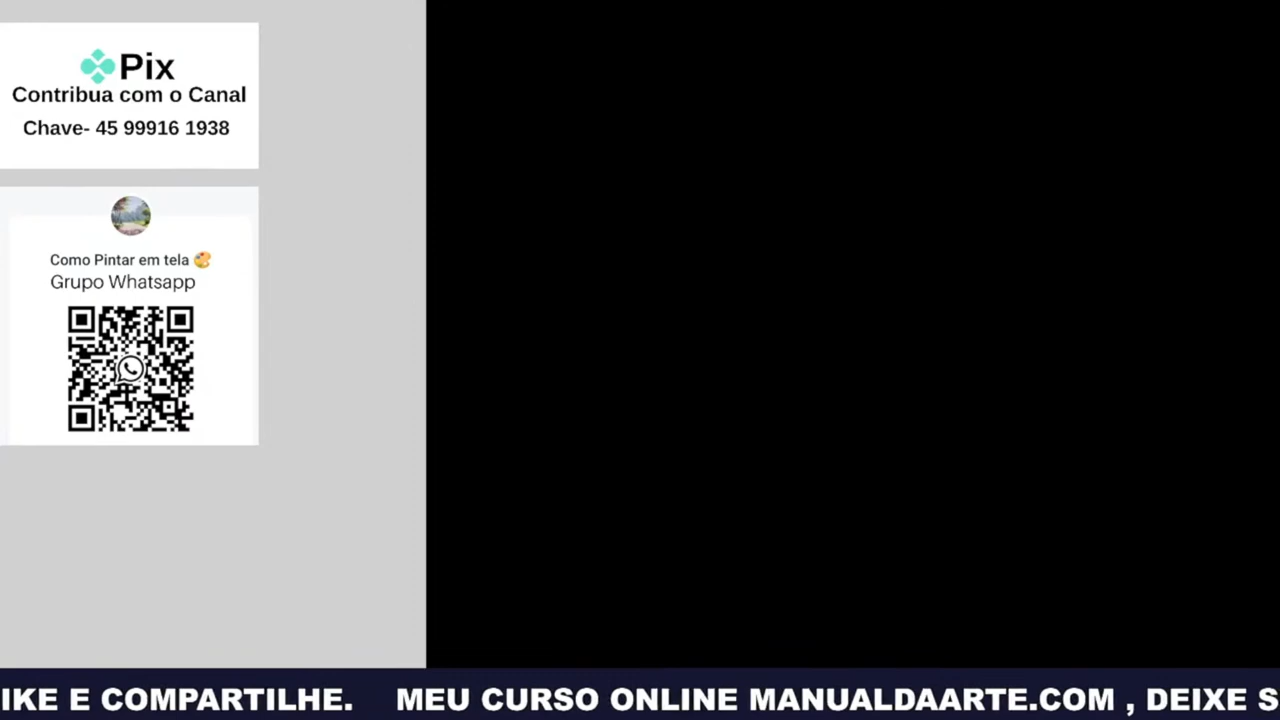 Pix
Contribua com o Canal
Chave- 45 99916 1938
Como Pintar em tela 🎨
Grupo Whatsapp
IKE E COMPARTILHE. MEU CURSO ONLINE MANUALDAARTE.COM , DEIXE S